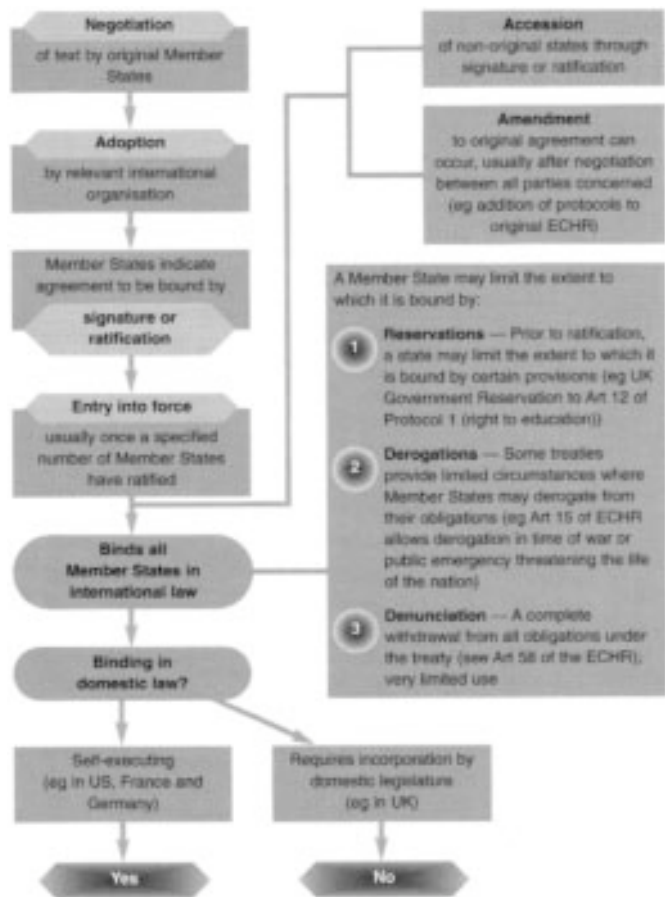 Negotiation
of text by original Member
States
Adoption
by relevant international
organisation
Member States indicate
agreement to be bound by
signature or
ratification
Entry into force
usually once a specified
number of Member States
have ratified
Binds all
Member States in
international law
Binding in
domestic law?
Self-executing
(eg in US, France and
Germany)
Yes
Requires incorporation by
domestic legislature
(eg in UK)
No
Accession
of non-original states through
signature or ratification
Amendment
to original agreement can
occur, usually after negotiation
between all parties concerned
(eg addition of protocols to
original ECHR)
A Member State may limit the extent to
which it is bound by:
1 Reservations — Prior to ratification,
a state may limit the extent to which it
is bound by certain provisions (eg UK
Government Reservation to Art 12 of
Protocol 1 (right to education))
2 Derogations — Some treaties
provide limited circumstances where
Member States may derogate from
their obligations (eg Art 15 of ECHR
allows derogation in time of war or
public emergency threatening the life
of the nation)
3 Denunciation — A complete
withdrawal from all obligations under
the treaty (see Art 58 of the ECHR),
very limited use